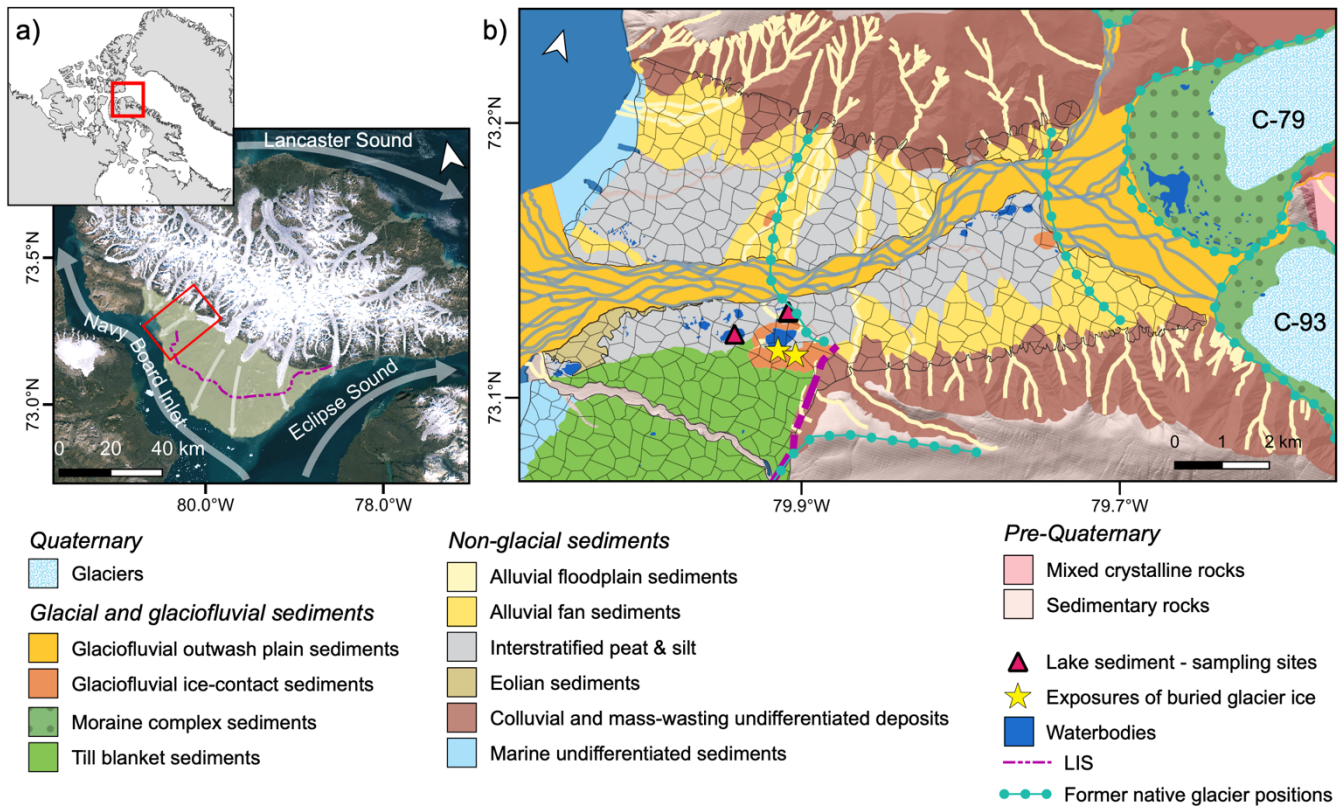 a)
Lancaster Sound
73.5°N
73.0°N
Navy Board Inlet
Eclipse Sound
0 20 40 km
80.0°W 78.0°W
b)
73.2°N
73.1°N
C-79
C-93
0 1 2 km
79.9°W 79.7°W
Quaternary
Glaciers
Glacial and glaciofluvial sediments
Glaciofluvial outwash plain sediments
Glaciofluvial ice-contact sediments
Moraine complex sediments
Till blanket sediments
Non-glacial sediments
Alluvial floodplain sediments
Alluvial fan sediments
Interstratified peat & silt
Eolian sediments
Colluvial and mass-wasting undifferentiated deposits
Marine undifferentiated sediments
Pre-Quaternary
Mixed crystalline rocks
Sedimentary rocks
Lake sediment - sampling sites
Exposures of buried glacier ice
Waterbodies
LIS
Former native glacier positions